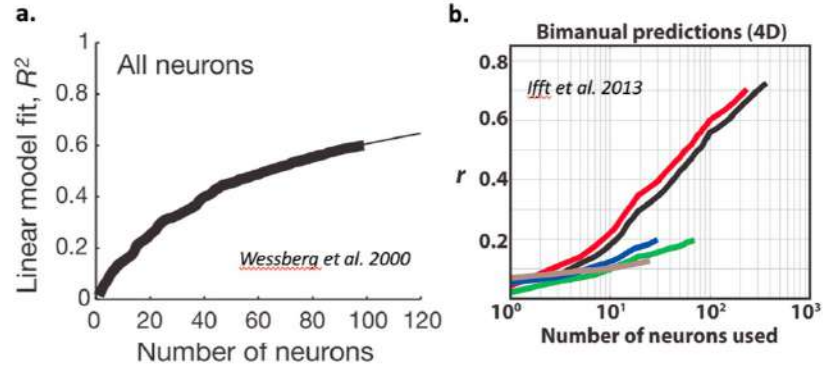 a.
All neurons
Linear model fit, R²
1
0.8
0.6
0.4
0.2
0
Wessberg et al. 2000
0 20 40 60 80 100 120
Number of neurons
b.
Bimanual predictions (4D)
Ifft et al. 2013
r
0.8
0.6
0.4
0.2
10⁰ 10¹ 10² 10³
Number of neurons used